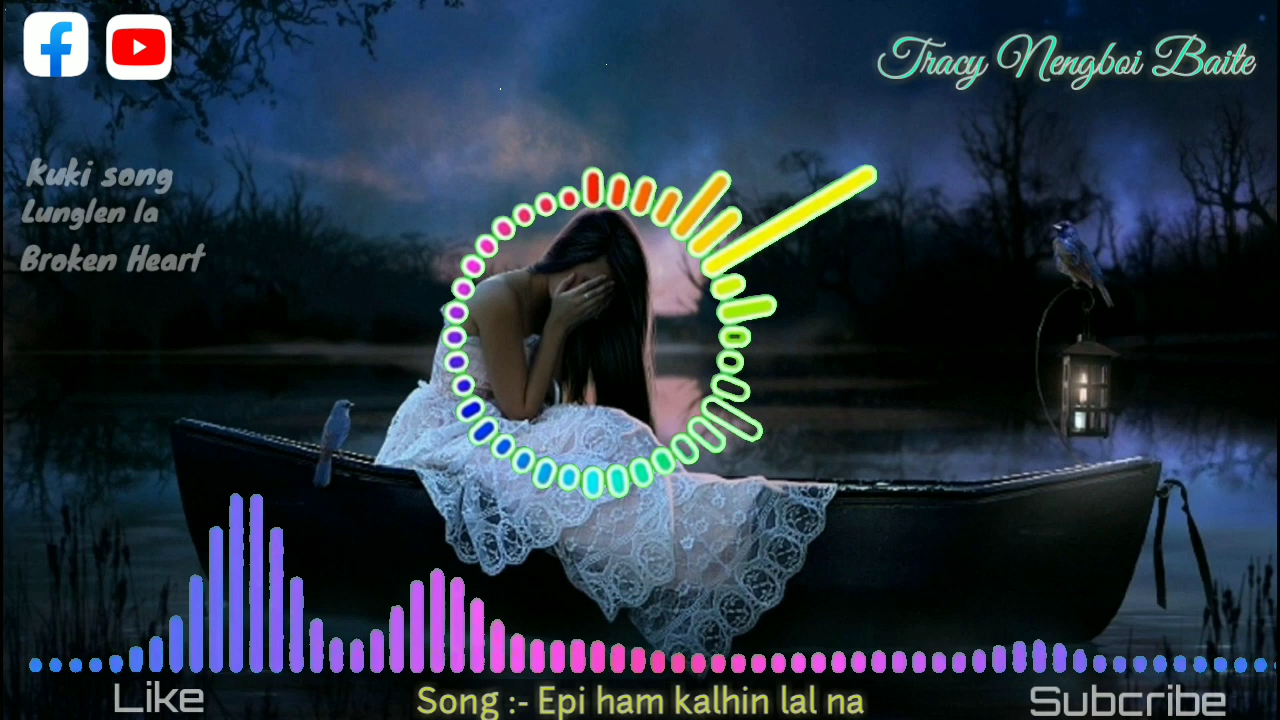 Tracy Nengboi Baite
Kuki song
Lunglen la
Broken Heart
Like
Song :- Epi ham kalhin lal na
Subcribe